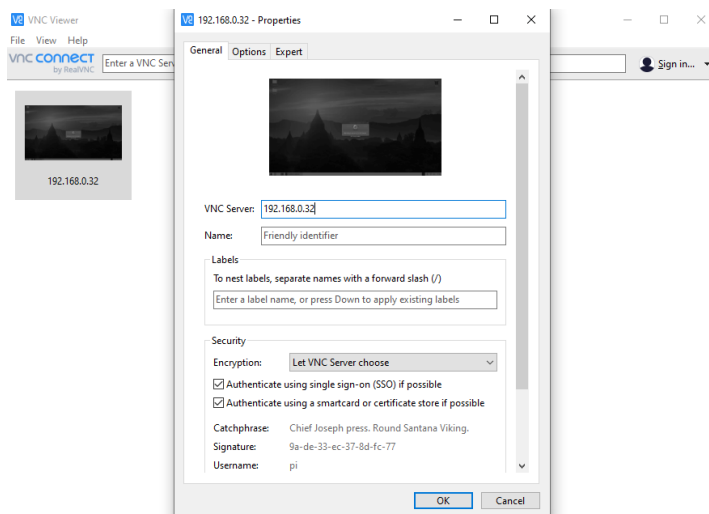 VNC Viewer
File View Help
vnc connect
by RealVNC
Enter a VNC Serv
Sign in...
192.168.0.32
192.168.0.32 - Properties
General Options Expert
VNC Server: 192.168.0.32
Name: Friendly identifier
Labels
To nest labels, separate names with a forward slash (/)
Enter a label name, or press Down to apply existing labels
Security
Encryption: Let VNC Server choose
Authenticate using single sign-on (SSO) if possible
Authenticate using a smartcard or certificate store if possible
Catchphrase: Chief Joseph press. Round Santana Viking.
Signature: 9a-de-33-ec-37-8d-fc-77
Username: pi
OK Cancel